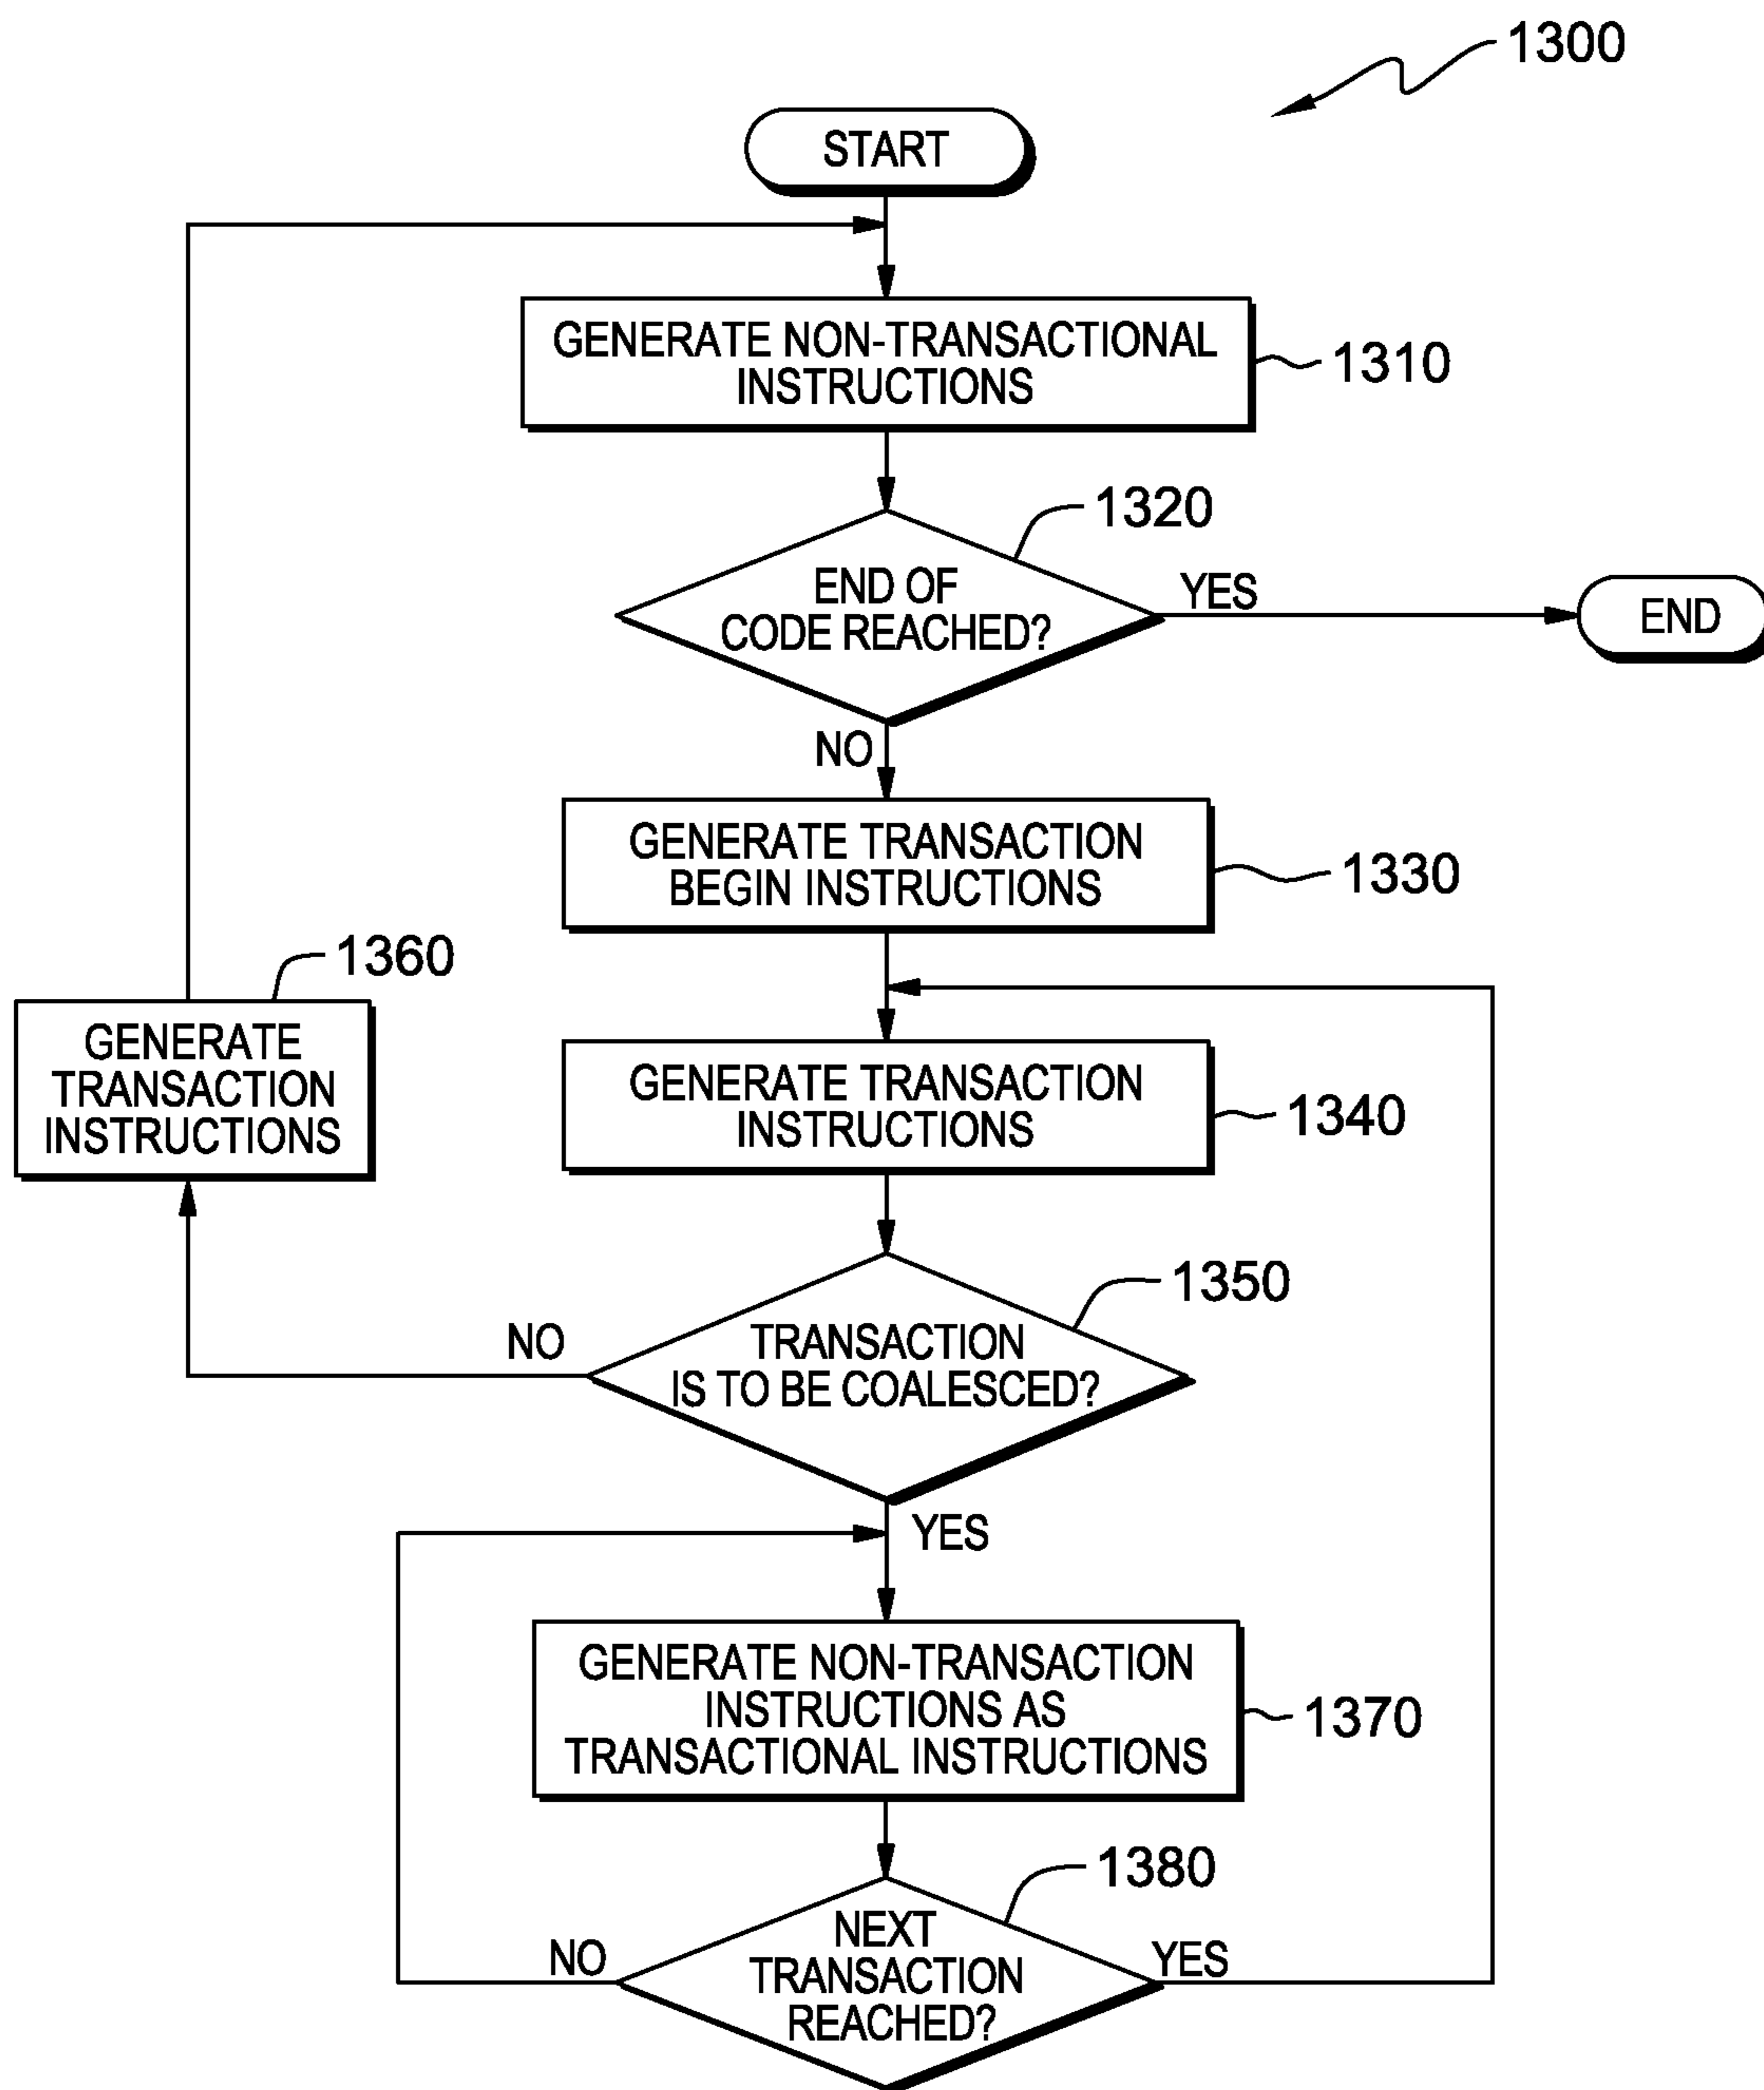 1300
START
GENERATE NON-TRANSACTIONAL
INSTRUCTIONS
1310
1320
END OF
CODE REACHED?
YES
END
NO
GENERATE TRANSACTION
BEGIN INSTRUCTIONS
1330
1360
GENERATE
TRANSACTION
INSTRUCTIONS
GENERATE TRANSACTION
INSTRUCTIONS
1340
1350
NO
TRANSACTION
IS TO BE COALESCED?
YES
GENERATE NON-TRANSACTION
INSTRUCTIONS AS
TRANSACTIONAL INSTRUCTIONS
1370
1380
NO
NEXT
TRANSACTION
REACHED?
YES